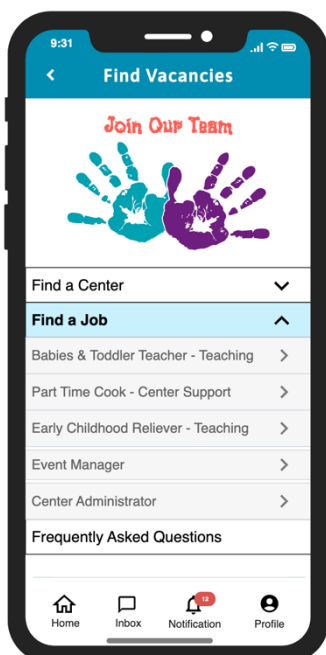 9:31
Find Vacancies
Join Our Team
Find a Center
Find a Job
Babies & Toddler Teacher - Teaching
Part Time Cook - Center Support
Early Childhood Reliever - Teaching
Event Manager
Center Administrator
Frequently Asked Questions
12
Home Inbox Notification Profile